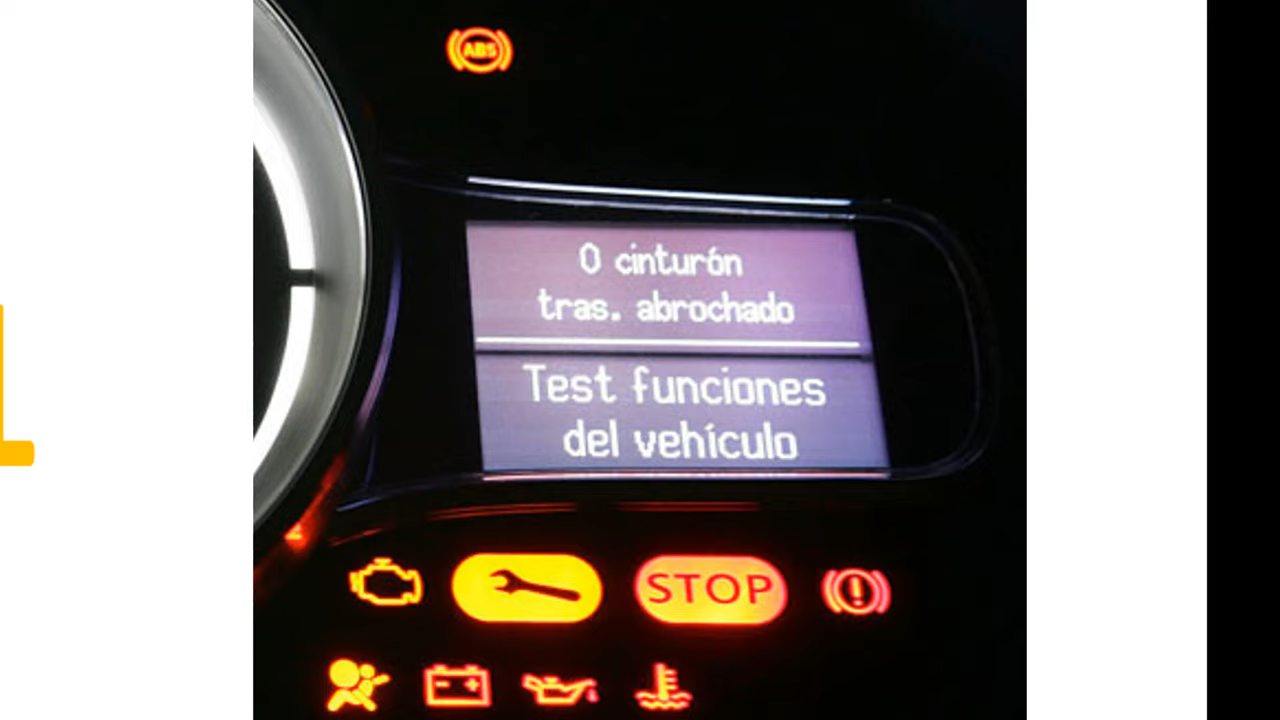 ABS
0 cinturón
tras. abrochado
Test funciones
del vehículo
STOP